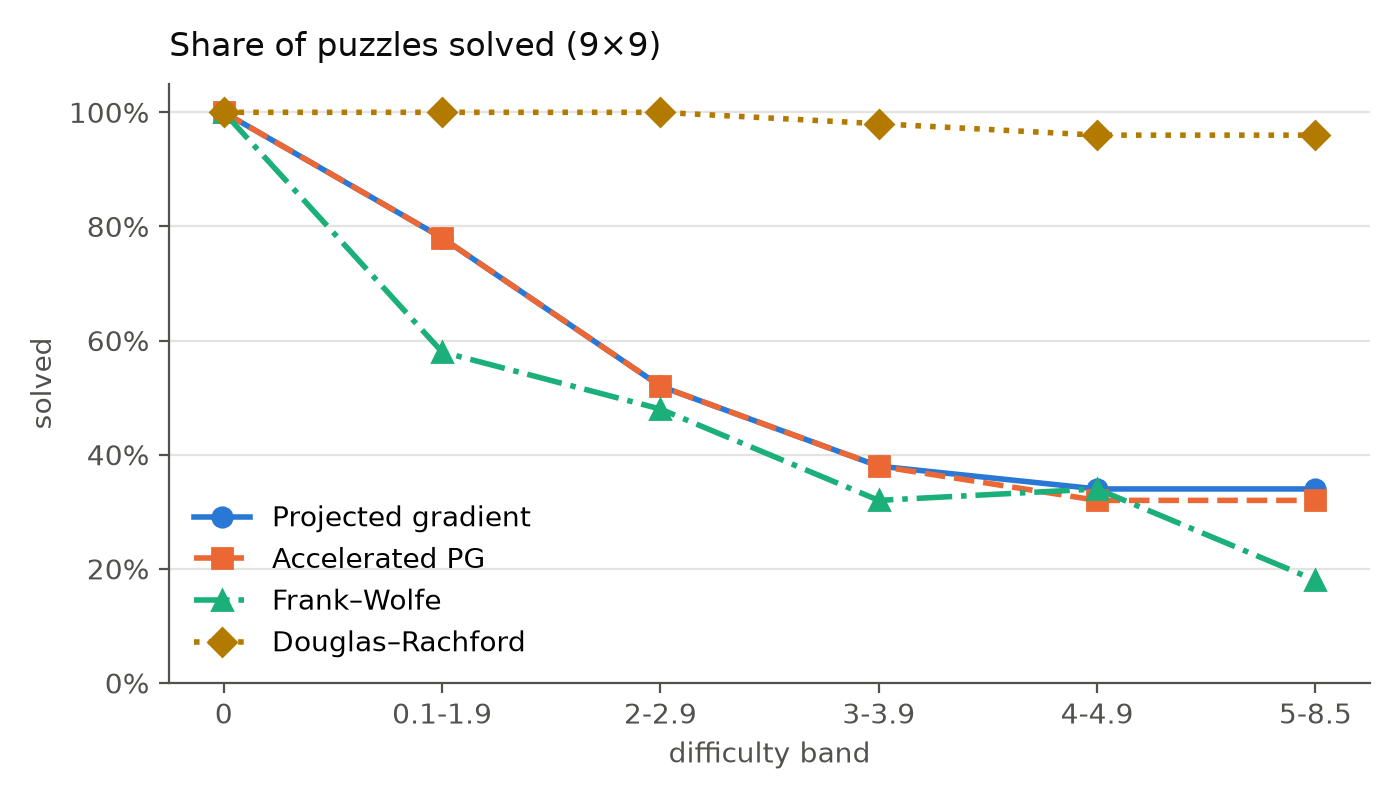 Share of puzzles solved (9×9)
100%
80%
60%
40%
20%
0%
solved
Projected gradient
Accelerated PG
Frank–Wolfe
Douglas–Rachford
0 0.1-1.9 2-2.9 3-3.9 4-4.9 5-8.5
difficulty band